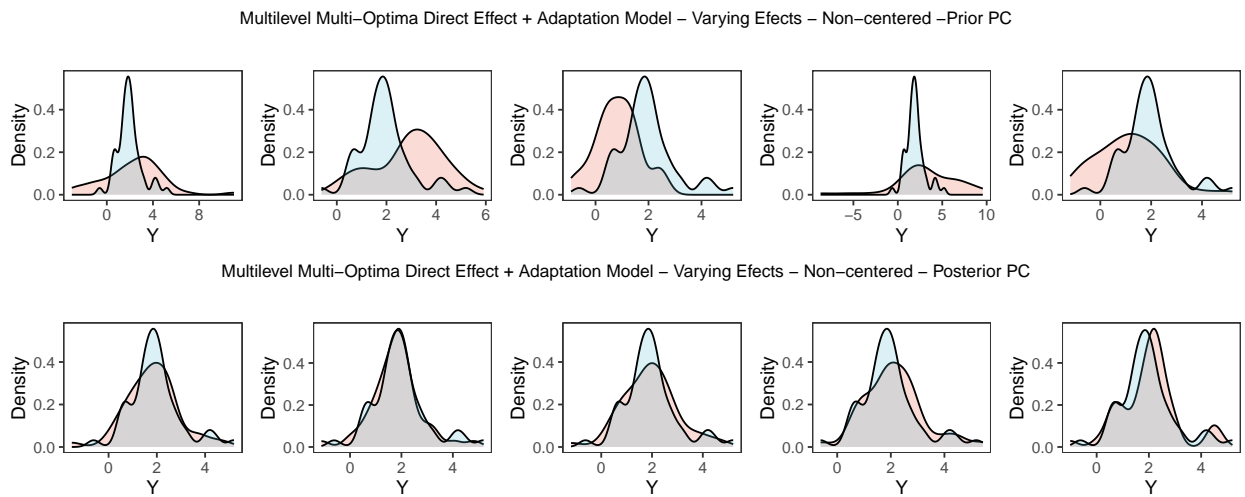 Multilevel Multi−Optima Direct Effect + Adaptation Model − Varying Efects − Non−centered −Prior PC
Density Density Density Density Density
0.4 0.4 0.4 0.4 0.4
0.2 0.2 0.2 0.2 0.2
0.0 0.0 0.0 0.0 0.0
0 4 8 0 2 4 6 0 2 4 −5 0 5 10 0 2 4
Y Y Y Y Y
Multilevel Multi−Optima Direct Effect + Adaptation Model − Varying Efects − Non−centered − Posterior PC
Density Density Density Density Density
0.4 0.4 0.4 0.4 0.4
0.2 0.2 0.2 0.2 0.2
0.0 0.0 0.0 0.0 0.0
0 2 4 0 2 4 0 2 4 0 2 4 0 2 4
Y Y Y Y Y